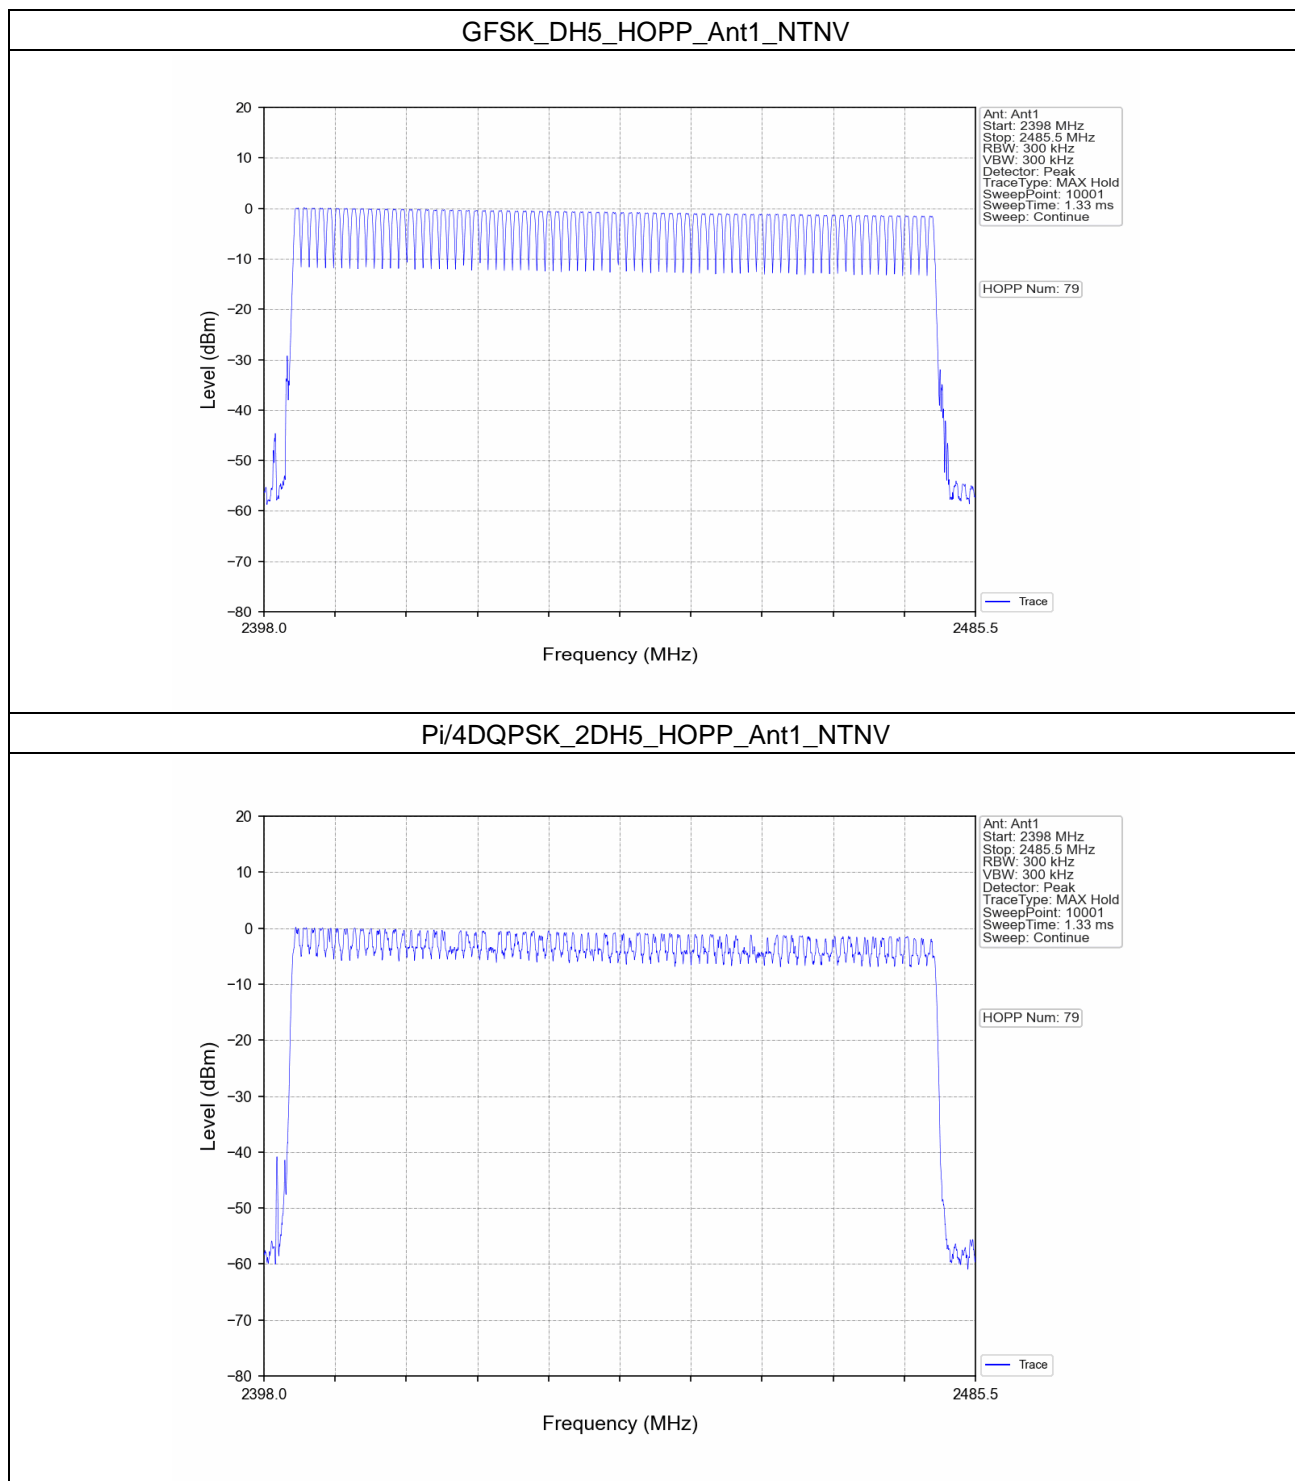 GFSK_DH5_HOPP_Ant1_NTNV
20
10
0
−10
−20
−30
−40
−50
−60
−70
−80
Level (dBm)
2398.0
2485.5
Frequency (MHz)
Ant: Ant1
Start: 2398 MHz
Stop: 2485.5 MHz
RBW: 300 kHz
VBW: 300 kHz
Detector: Peak
TraceType: MAX Hold
SweepPoint: 10001
SweepTime: 1.33 ms
Sweep: Continue
HOPP Num: 79
Trace
Pi/4DQPSK_2DH5_HOPP_Ant1_NTNV
20
10
0
−10
−20
−30
−40
−50
−60
−70
−80
Level (dBm)
2398.0
2485.5
Frequency (MHz)
Ant: Ant1
Start: 2398 MHz
Stop: 2485.5 MHz
RBW: 300 kHz
VBW: 300 kHz
Detector: Peak
TraceType: MAX Hold
SweepPoint: 10001
SweepTime: 1.33 ms
Sweep: Continue
HOPP Num: 79
Trace